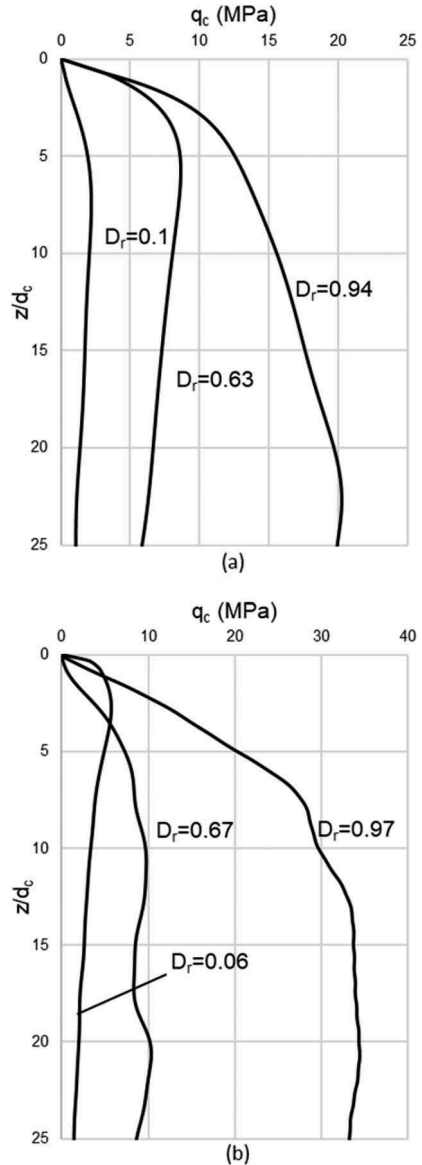 q_c (MPa)
0 5 10 15 20 25
0
5
10
15
20
25
z/d_c
D_r=0.1
D_r=0.94
D_r=0.63
(a)
q_c (MPa)
0 10 20 30 40
0
5
10
15
20
25
z/d_c
D_r=0.67
D_r=0.97
D_r=0.06
(b)